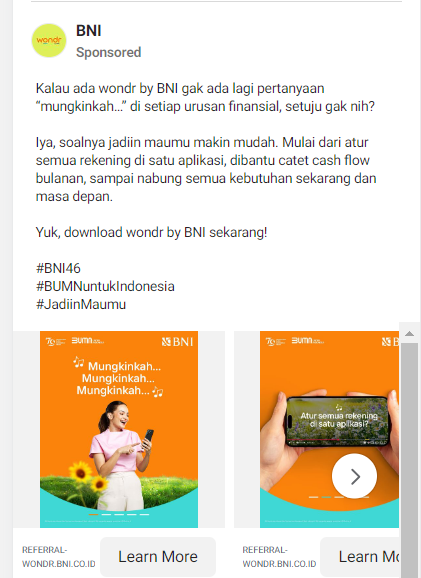 wondr
BNI
Sponsored
Kalau ada wondr by BNI gak ada lagi pertanyaan
“mungkinkah...” di setiap urusan finansial, setuju gak nih?
Iya, soalnya jadiin maumu makin mudah. Mulai dari atur
semua rekening di satu aplikasi, dibantu catet cash flow
bulanan, sampai nabung semua kebutuhan sekarang dan
masa depan.
Yuk, download wondr by BNI sekarang!
#BNI46
#BUMNuntukIndonesia
#JadiinMaumu
BUMN
BNI
Mungkinkah...
Mungkinkah...
Mungkinkah...
BUMN
BNI
Atur semua rekening
di satu aplikasi?
REFERRAL-
WONDR.BNI.CO.ID
Learn More
REFERRAL-
WONDR.BNI.CO.ID
Learn Mo